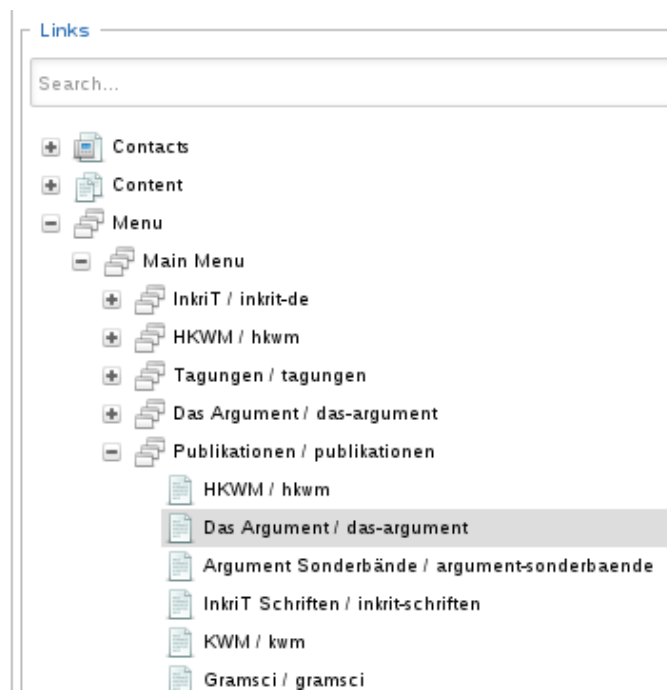 Links
Search...
Contacts
Content
Menu
Main Menu
InkriT / inkrit-de
HKWM / hkwm
Tagungen / tagungen
Das Argument / das-argument
Publikationen / publikationen
HKWM / hkwm
Das Argument / das-argument
Argument Sonderbände / argument-sonderbaende
InkriT Schriften / inkrit-schriften
KWM / kwm
Gramsci / gramsci